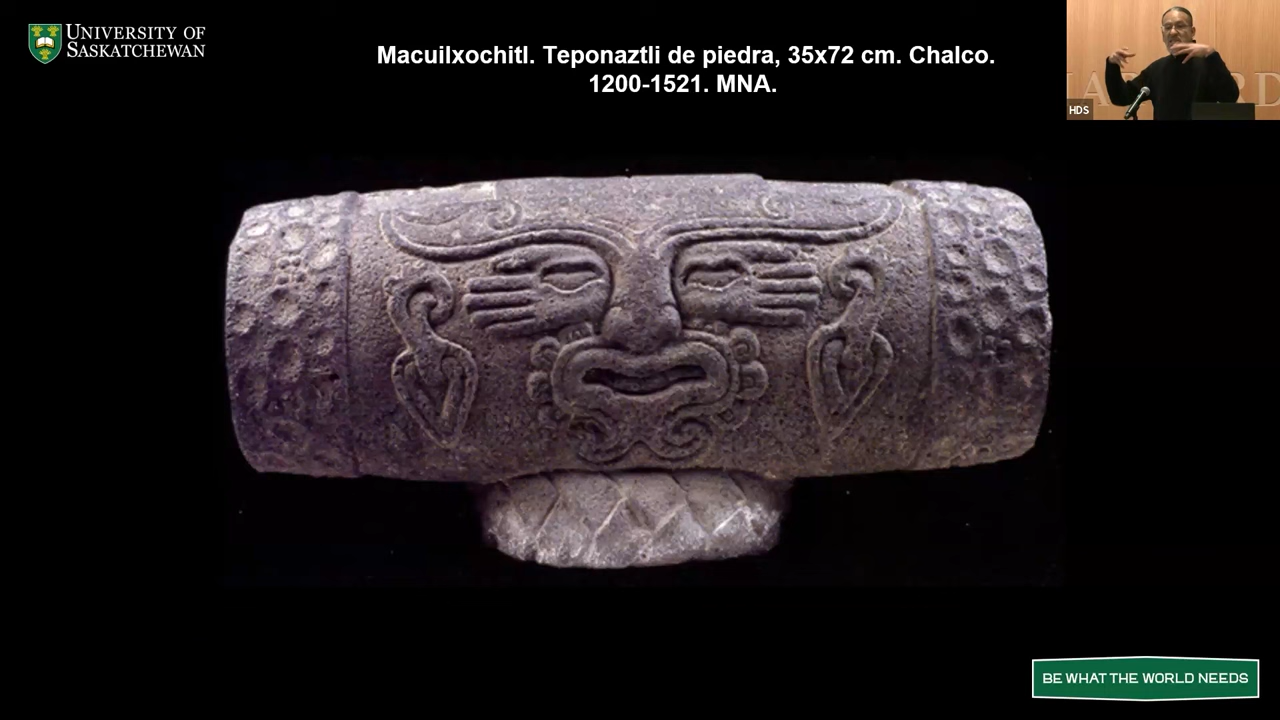 UNIVERSITY OF
SASKATCHEWAN
Macuilxochitl. Teponaztli de piedra, 35x72 cm. Chalco.
1200-1521. MNA.
HDS
BE WHAT THE WORLD NEEDS